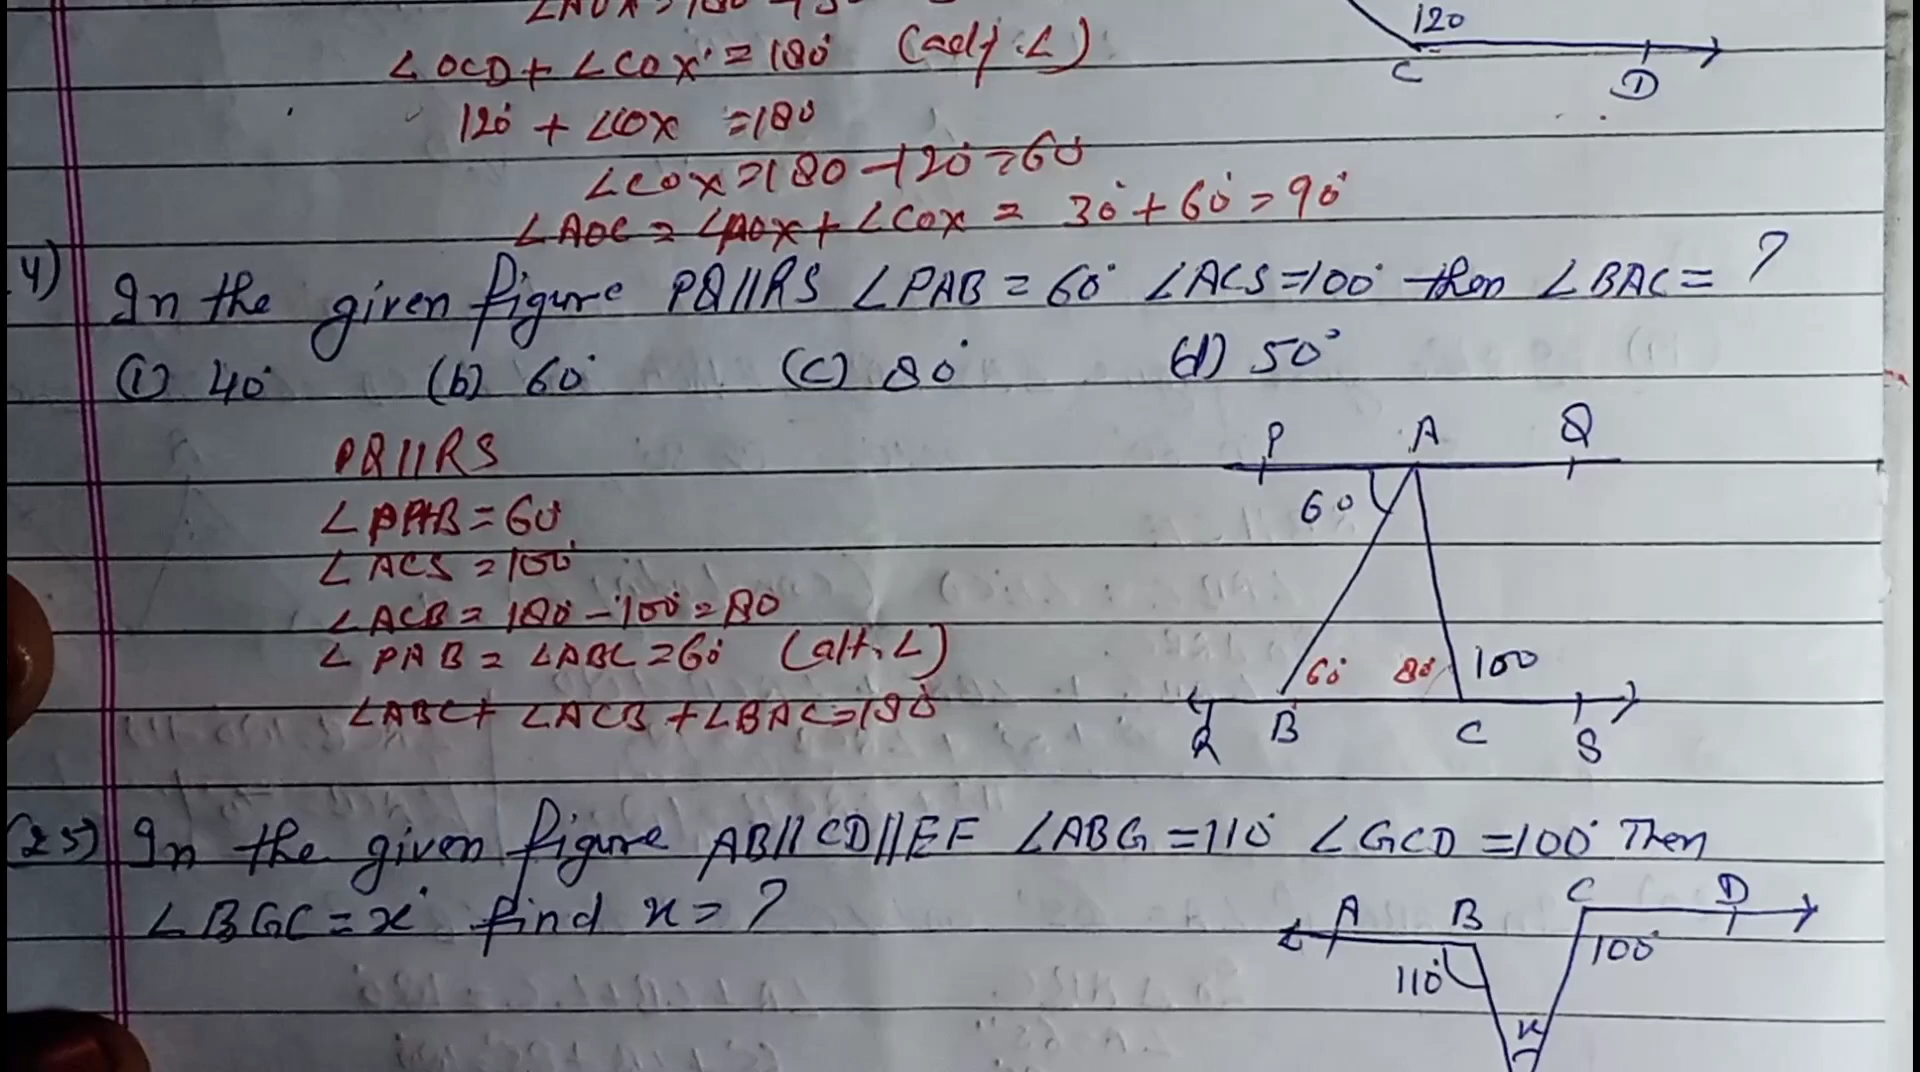 ∠OCD + ∠COX = 180° (adj. ∠)
120° + ∠COX = 180
∠COX = 180 - 120 = 60
∠AOC = ∠AOX + ∠COX = 30° + 60° = 90°
4) In the given figure PQ//RS ∠PAB = 60° ∠ACS = 100° then ∠BAC = ?
(i) 40° (b) 60° (c) 80° (d) 50°
PQ//RS
∠PAB = 60
∠ACS = 100°
∠ACB = 180 - 100 = 80
∠PAB = ∠ABC = 60° (alt. ∠)
∠ABC + ∠ACB + ∠BAC = 180°
(25) In the given figure AB//CD//EF ∠ABG = 110° ∠GCD = 100° Then
∠BGC = x° find x = ?
120
C D
P A Q
60
60° 80° 100
R B C S
A B C D
110° 100°
x